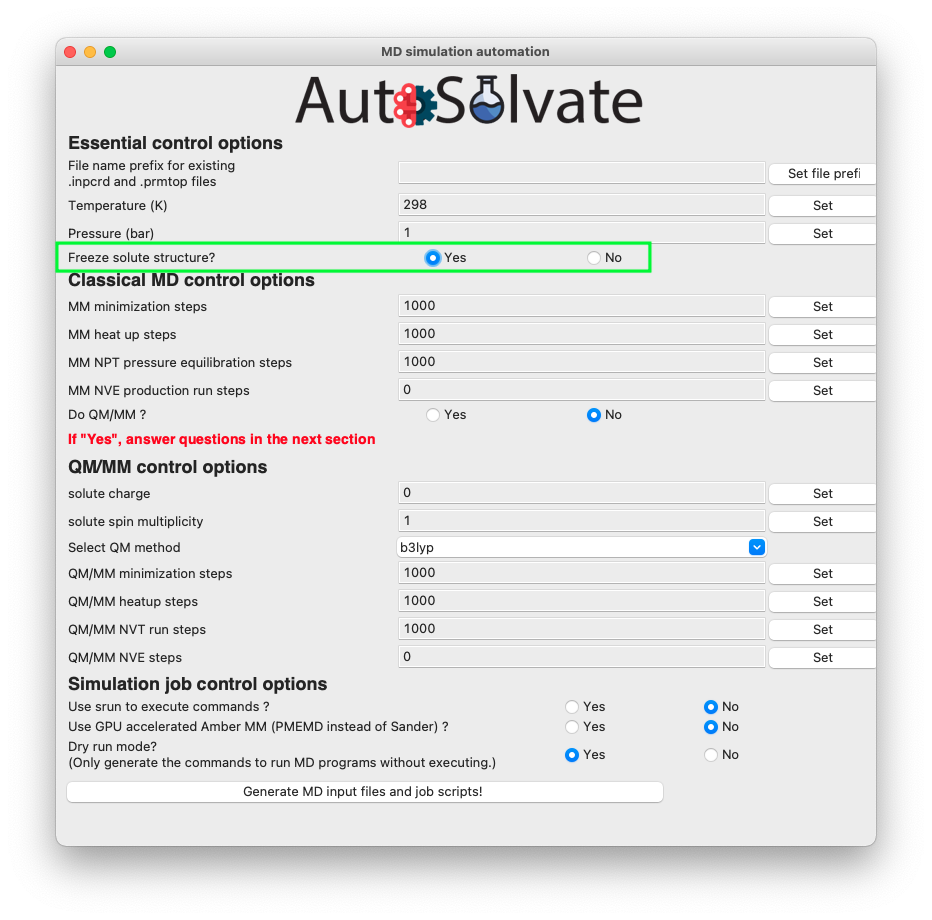 MD simulation automation
AutoSolvate
Essential control options
File name prefix for existing
.inpcrd and .prmtop files
Set file prefi
Temperature (K) 298 Set
Pressure (bar) 1 Set
Freeze solute structure? Yes No
Classical MD control options
MM minimization steps 1000 Set
MM heat up steps 1000 Set
MM NPT pressure equilibration steps 1000 Set
MM NVE production run steps 0 Set
Do QM/MM ? Yes No
If "Yes", answer questions in the next section
QM/MM control options
solute charge 0 Set
solute spin multiplicity 1 Set
Select QM method b3lyp
QM/MM minimization steps 1000 Set
QM/MM heatup steps 1000 Set
QM/MM NVT run steps 1000 Set
QM/MM NVE steps 0 Set
Simulation job control options
Use srun to execute commands ? Yes No
Use GPU accelerated Amber MM (PMEMD instead of Sander) ? Yes No
Dry run mode?
(Only generate the commands to run MD programs without executing.) Yes No
Generate MD input files and job scripts!